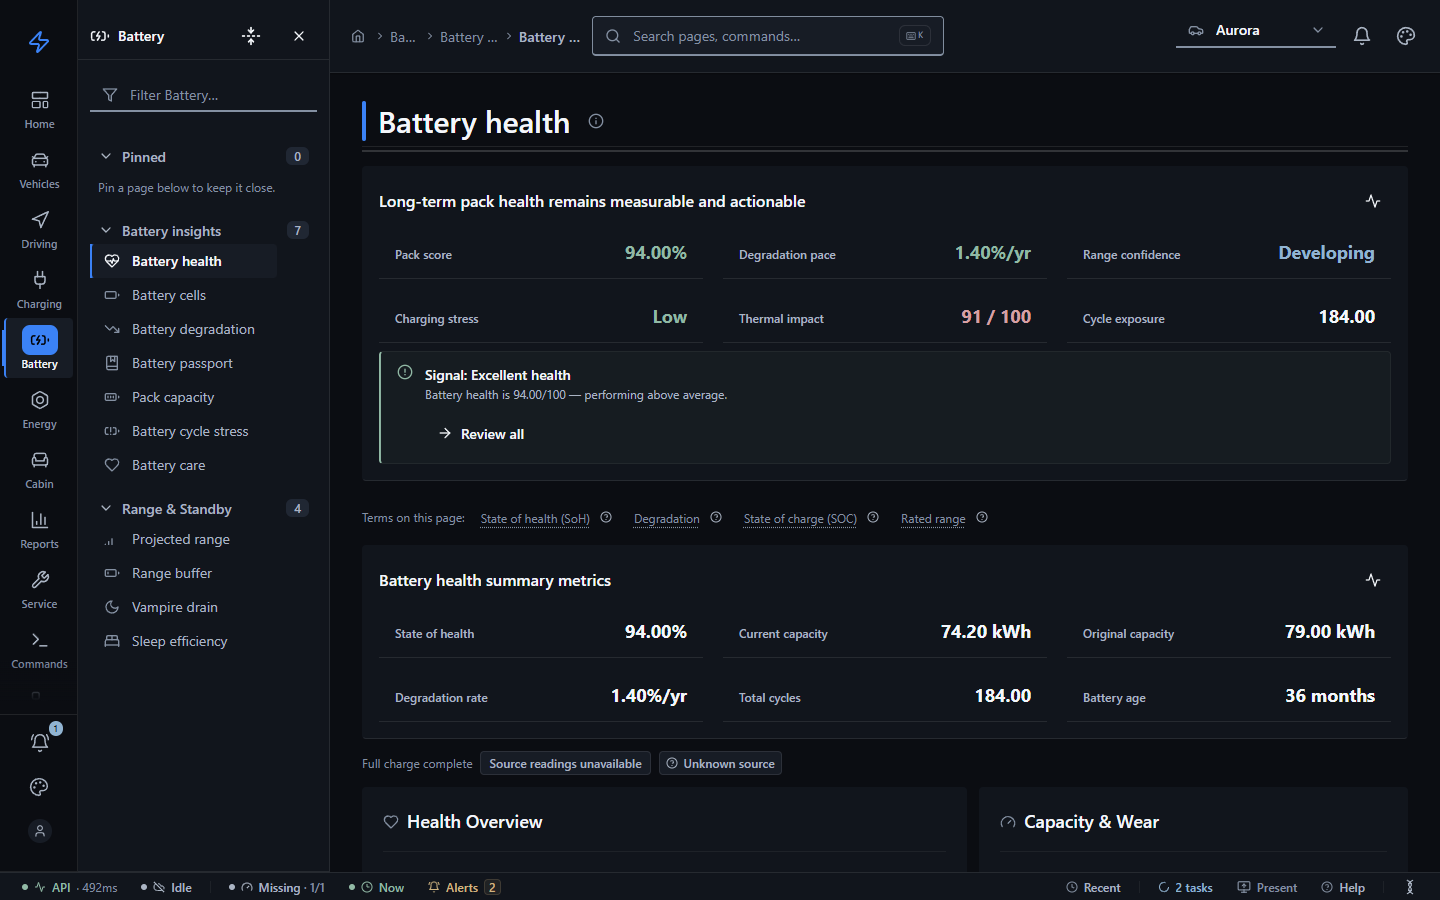 Home
Vehicles
Driving
Charging
Battery
Energy
Cabin
Reports
Service
Commands
1
Battery
Filter Battery...
Pinned 0
Pin a page below to keep it close.
Battery insights 7
Battery health
Battery cells
Battery degradation
Battery passport
Pack capacity
Battery cycle stress
Battery care
Range & Standby 4
Projected range
Range buffer
Vampire drain
Sleep efficiency
Ba... Battery ... Battery ...
Search pages, commands... K
Aurora
Battery health
Long-term pack health remains measurable and actionable
Pack score 94.00% Degradation pace 1.40%/yr Range confidence Developing
Charging stress Low Thermal impact 91 / 100 Cycle exposure 184.00
Signal: Excellent health
Battery health is 94.00/100 — performing above average.
Review all
Terms on this page: State of health (SoH) Degradation State of charge (SOC) Rated range
Battery health summary metrics
State of health 94.00% Current capacity 74.20 kWh Original capacity 79.00 kWh
Degradation rate 1.40%/yr Total cycles 184.00 Battery age 36 months
Full charge complete Source readings unavailable Unknown source
Health Overview Capacity & Wear
API · 492ms Idle Missing · 1/1 Now Alerts 2 Recent 2 tasks Present Help